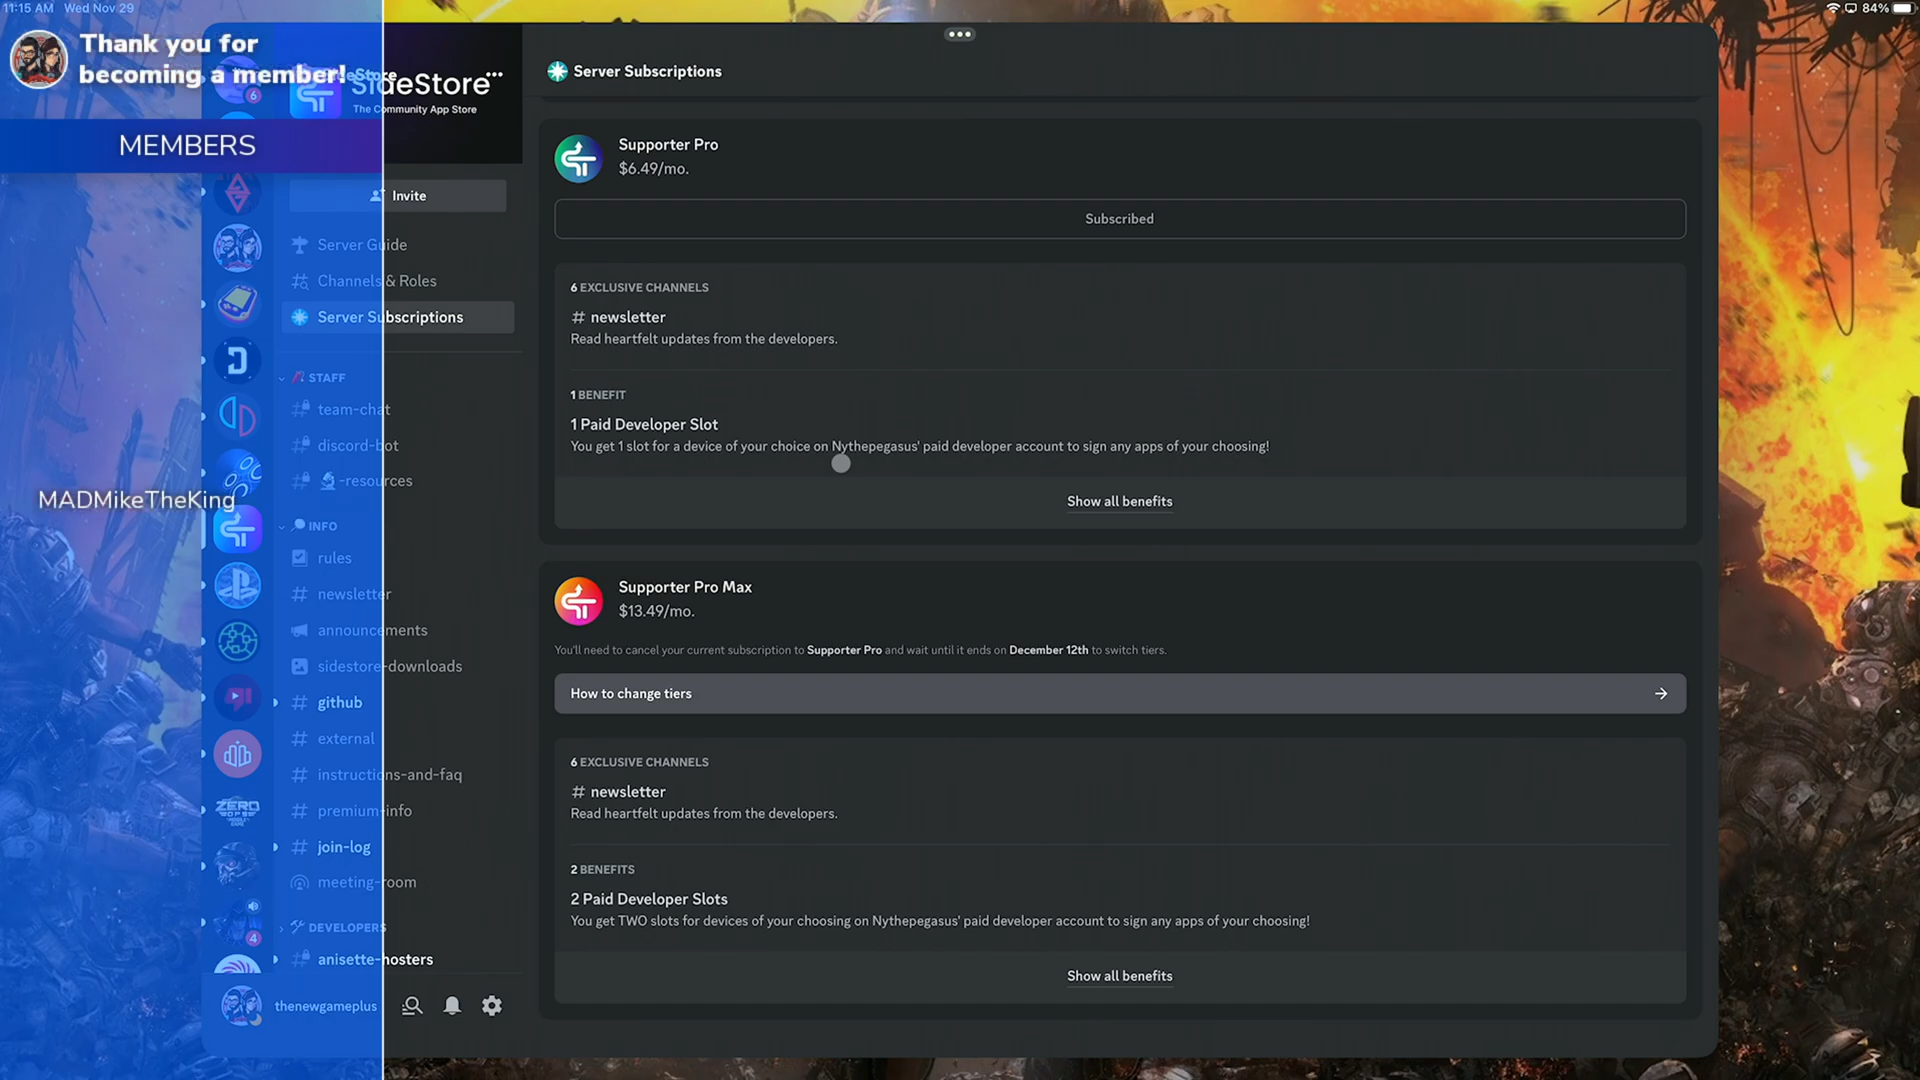 11:15 AM Wed Nov 29
84%
Thank you for
becoming a member!
SideStore
SideStore
The Community App Store
MEMBERS
MADMikeTheKing
6
Invite
Server Guide
Channels & Roles
Server Subscriptions
STAFF
team-chat
discord-bot
-resources
INFO
rules
newsletter
announcements
sidestore-downloads
github
external
instructions-and-faq
premium-info
join-log
meeting-room
DEVELOPERS
anisette-hosters
ZERO
OPS
4
thenewgameplus
Server Subscriptions
Supporter Pro
$6.49/mo.
Subscribed
6 EXCLUSIVE CHANNELS
# newsletter
Read heartfelt updates from the developers.
1 BENEFIT
1 Paid Developer Slot
You get 1 slot for a device of your choice on Nythepegasus' paid developer account to sign any apps of your choosing!
Show all benefits
Supporter Pro Max
$13.49/mo.
You'll need to cancel your current subscription to Supporter Pro and wait until it ends on December 12th to switch tiers.
How to change tiers
6 EXCLUSIVE CHANNELS
# newsletter
Read heartfelt updates from the developers.
2 BENEFITS
2 Paid Developer Slots
You get TWO slots for devices of your choosing on Nythepegasus' paid developer account to sign any apps of your choosing!
Show all benefits